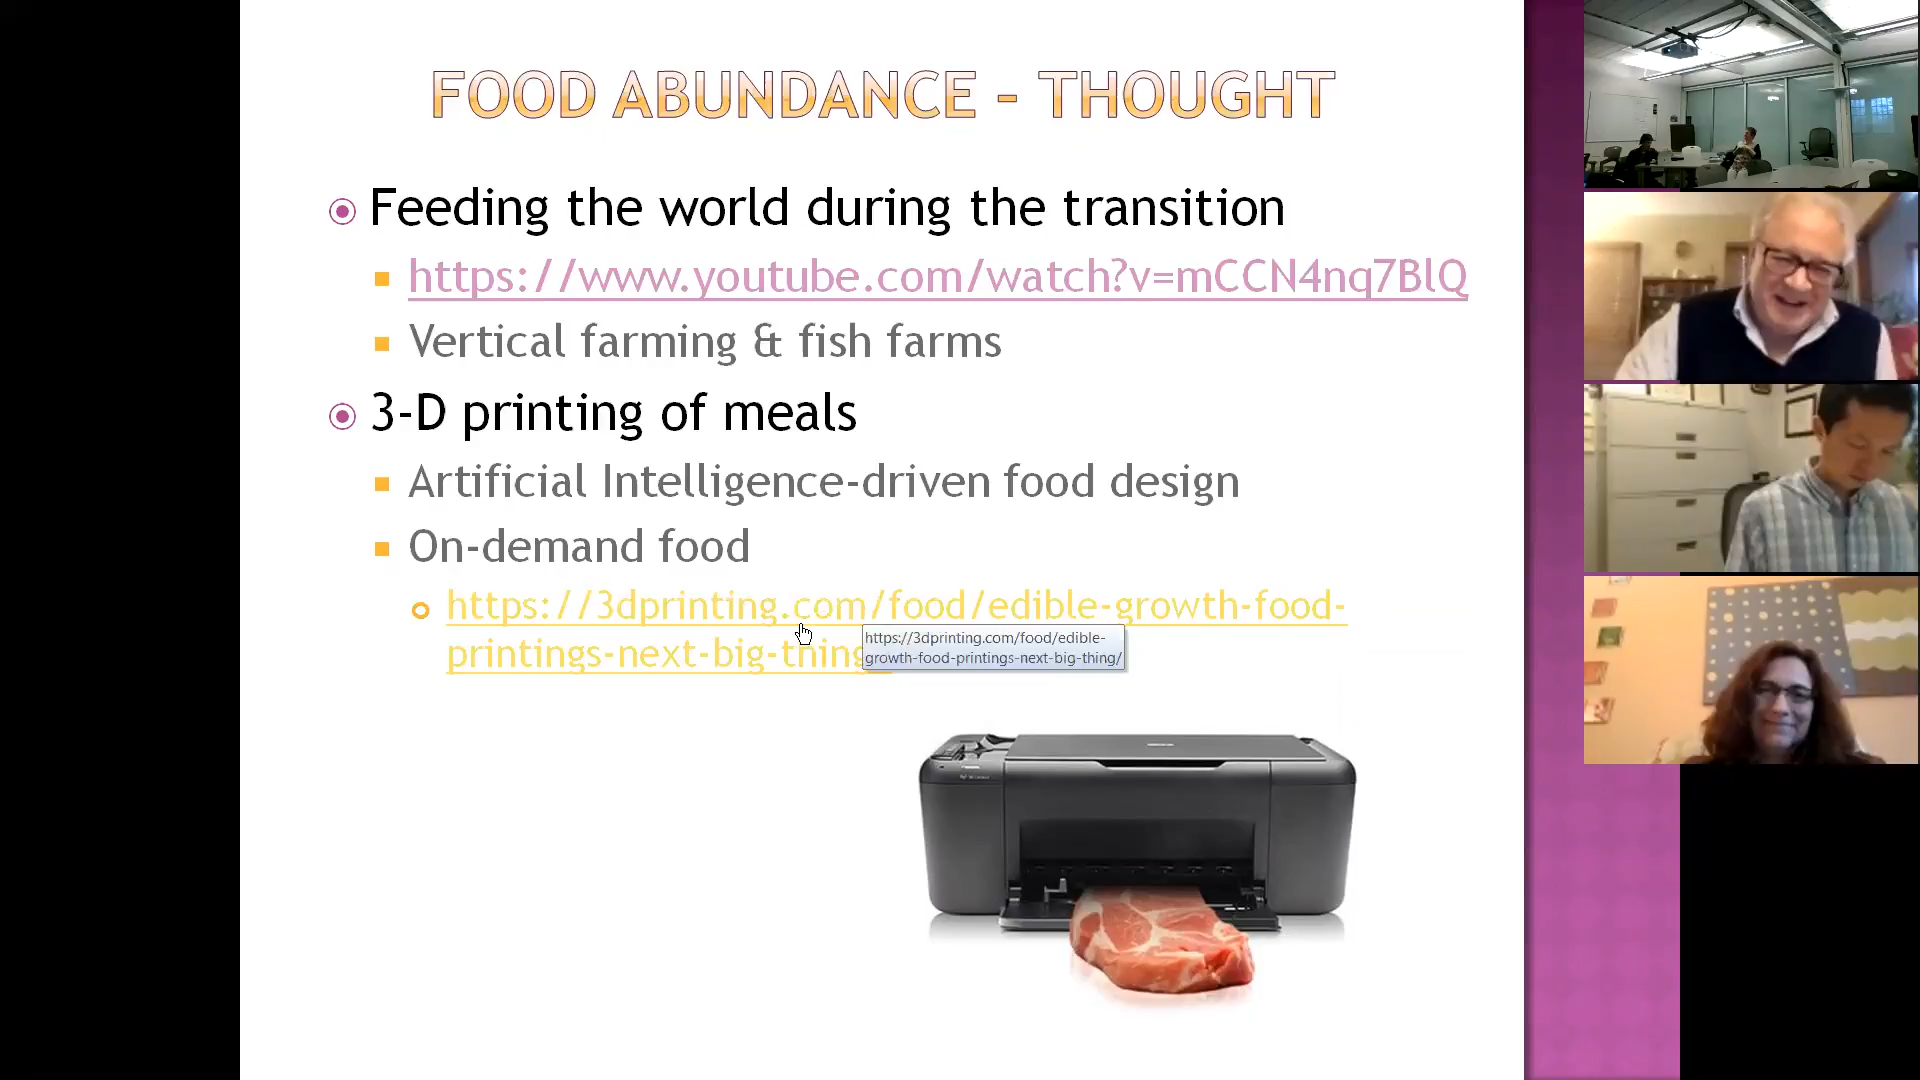 FOOD ABUNDANCE – THOUGHT
Feeding the world during the transition
https://www.youtube.com/watch?v=mCCN4nq7BlQ
Vertical farming & fish farms
3-D printing of meals
Artificial Intelligence-driven food design
On-demand food
https://3dprinting.com/food/edible-growth-food-
printings-next-big-thing
https://3dprinting.com/food/edible-
growth-food-printings-next-big-thing/